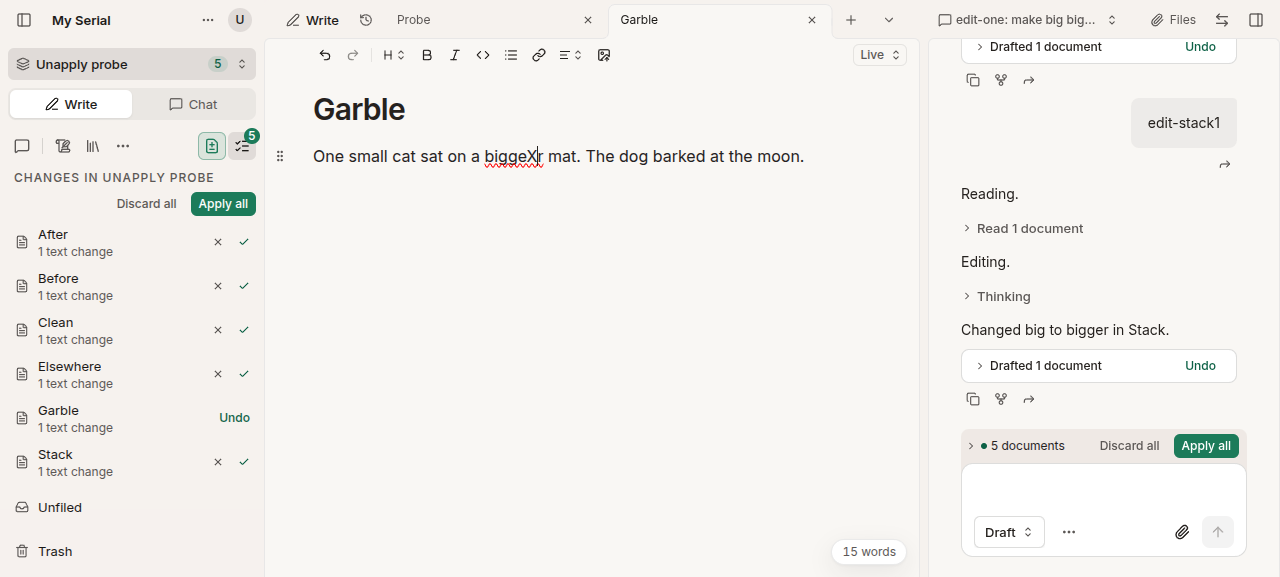 My Serial
U
Unapply probe
5
Write
Chat
5
CHANGES IN UNAPPLY PROBE
Discard all
Apply all
After
1 text change
Before
1 text change
Clean
1 text change
Elsewhere
1 text change
Garble
1 text change
Undo
Stack
1 text change
Unfiled
Trash
Write
Probe
Garble
H
B
I
Live
Garble
One small cat sat on a biggeXr mat. The dog barked at the moon.
15 words
edit-one: make big big...
Files
Drafted 1 document
Undo
edit-stack1
Reading.
Read 1 document
Editing.
Thinking
Changed big to bigger in Stack.
Drafted 1 document
Undo
5 documents
Discard all
Apply all
Draft